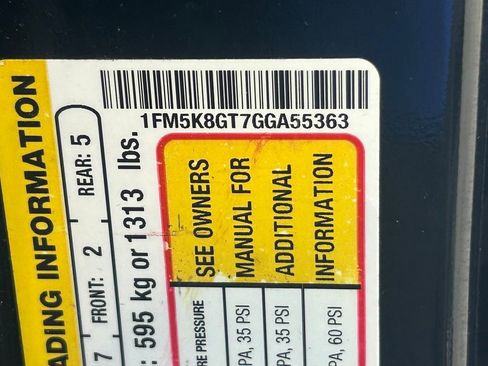 1FM5K8GT7GGA55363
ADING INFORMATION
7 FRONT: 2 REAR: 5
: 595 kg or 1313 lbs.
SEE OWNERS
MANUAL FOR
ADDITIONAL
INFORMATION
RE PRESSURE
PA, 35 PSI
PA, 35 PSI
PA, 60 PSI